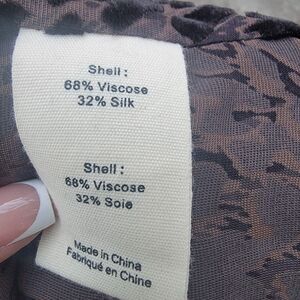 Shell:
68% Viscose
32% Silk
Shell:
68% Viscose
32% Soie
Made in China
Fabriqué en Chine